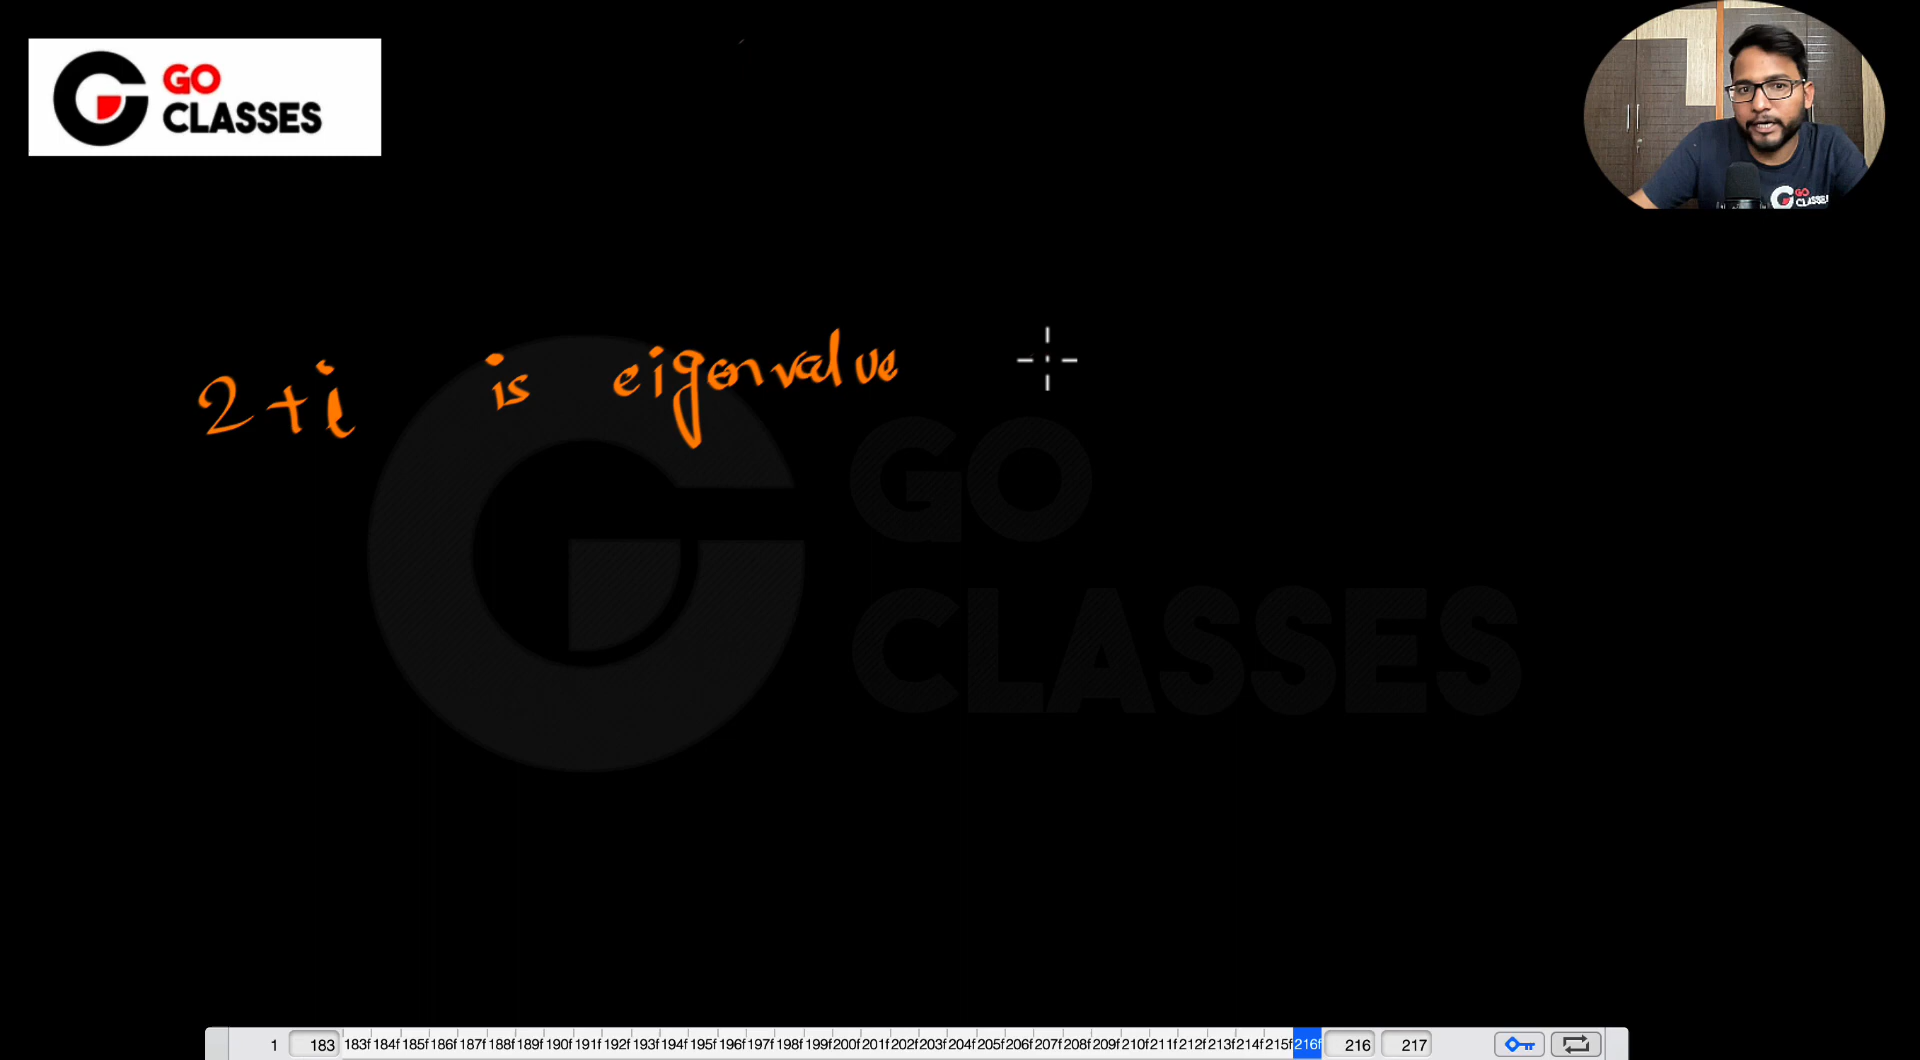 GO
CLASSES
GO
CLASSES
2+i is eigenvalue
GO
CLASSES
1 183 183f 184f 185f 186f 187f 188f 189f 190f 191f 192f 193f 194f 195f 196f 197f 198f 199f 200f 201f 202f 203f 204f 205f 206f 207f 208f 209f 210f 211f 212f 213f 214f 215f 216f 216 217